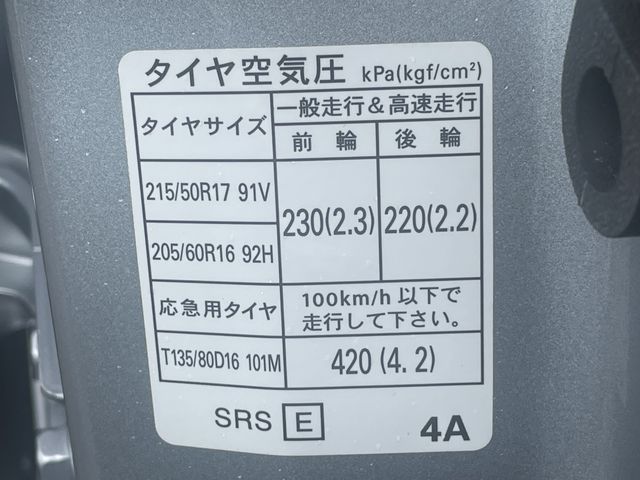 タイヤ空気圧 kPa(kgf/cm²)
タイヤサイズ 一般走行&高速走行
前輪 後輪
215/50R17 91V
230(2.3) 220(2.2)
205/60R16 92H
応急用タイヤ 100km/h 以下で
走行して下さい。
T135/80D16 101M 420(4.2)
SRS E 4A